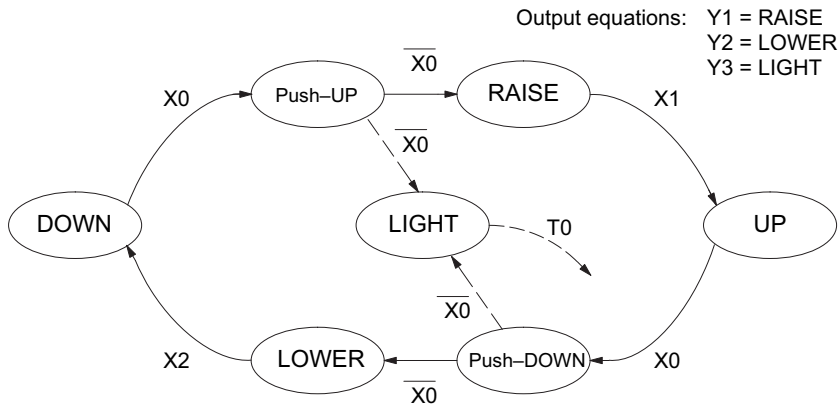 Output equations: Y1 = RAISE
Y2 = LOWER
Y3 = LIGHT
X0
X0
Push–UP
RAISE
X1
X0
DOWN
LIGHT
T0
UP
X0
X2
LOWER
Push–DOWN
X0
X0